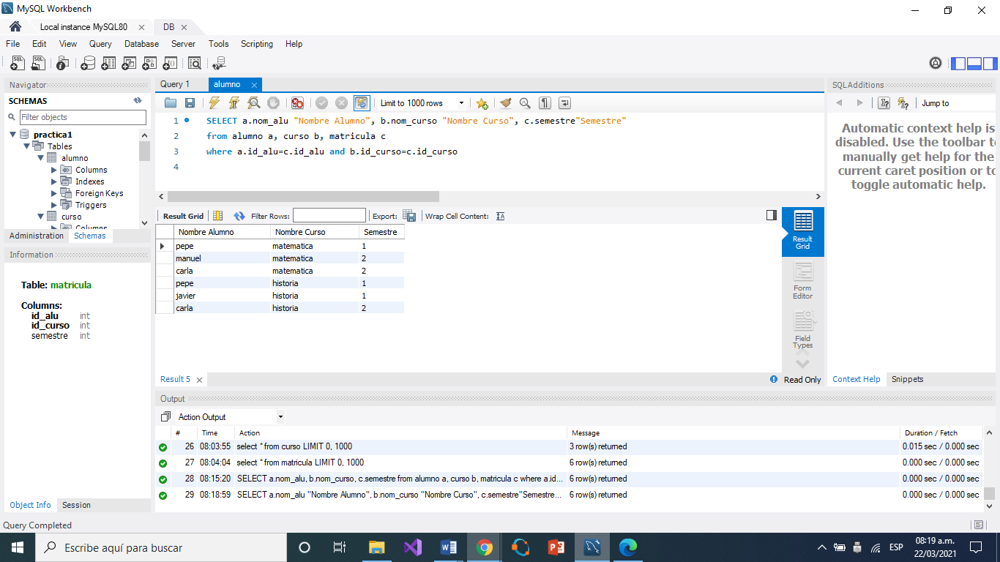 MySQL Workbench
Local instance MySQL80
DB
File Edit View Query Database Server Tools Scripting Help
Navigator
SCHEMAS
Filter objects
practica1
Tables
alumno
Columns
Indexes
Foreign Keys
Triggers
curso
Columns
Administration Schemas
Information
Table: matricula
Columns:
id_alu int
id_curso int
semestre int
Object Info Session
Query Completed
Query 1
alumno
Limit to 1000 rows
1 SELECT a.nom_alu "Nombre Alumno", b.nom_curso "Nombre Curso", c.semestre"Semestre"
2 from alumno a, curso b, matricula c
3 where a.id_alu=c.id_alu and b.id_curso=c.id_curso
4
Result Grid Filter Rows: Export: Wrap Cell Content:
Nombre Alumno Nombre Curso Semestre
pepe matematica 1
manuel matematica 2
carla matematica 2
pepe historia 1
javier historia 1
carla historia 2
Result Grid
Form Editor
Field Types
Result 5
Read Only
SQLAdditions
Jump to
Automatic context help is
disabled. Use the toolbar to
manually get help for the
current caret position or to
toggle automatic help.
Context Help Snippets
Output
Action Output
# Time Action Message Duration / Fetch
26 08:03:55 select * from curso LIMIT 0, 1000 3 row(s) returned 0.015 sec / 0.000 sec
27 08:04:04 select * from matricula LIMIT 0, 1000 6 row(s) returned 0.000 sec / 0.000 sec
28 08:15:20 SELECT a.nom_alu, b.nom_curso, c.semestre from alumno a, curso b, matricula c where a.id... 6 row(s) returned 0.000 sec / 0.000 sec
29 08:18:59 SELECT a.nom_alu "Nombre Alumno", b.nom_curso "Nombre Curso", c.semestre"Semestre... 6 row(s) returned 0.000 sec / 0.000 sec
Escribe aquí para buscar
ESP
08:19 a.m.
22/03/2021